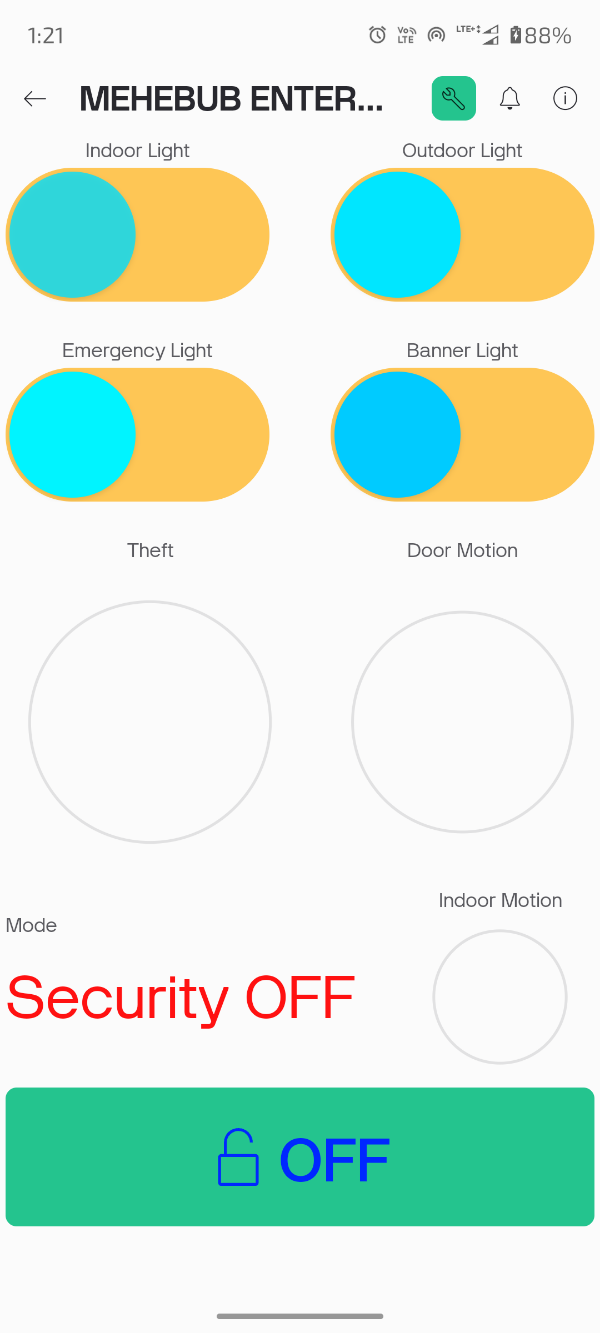 1:21
Vo))
LTE
LTE+
88%
MEHEBUB ENTER...
Indoor Light
Outdoor Light
Emergency Light
Banner Light
Theft
Door Motion
Indoor Motion
Mode
Security OFF
OFF